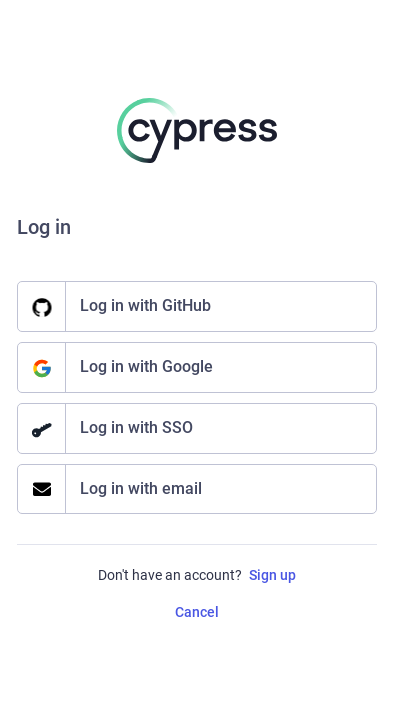 cypress
Log in
Log in with GitHub
Log in with Google
Log in with SSO
Log in with email
Don't have an account? Sign up
Cancel